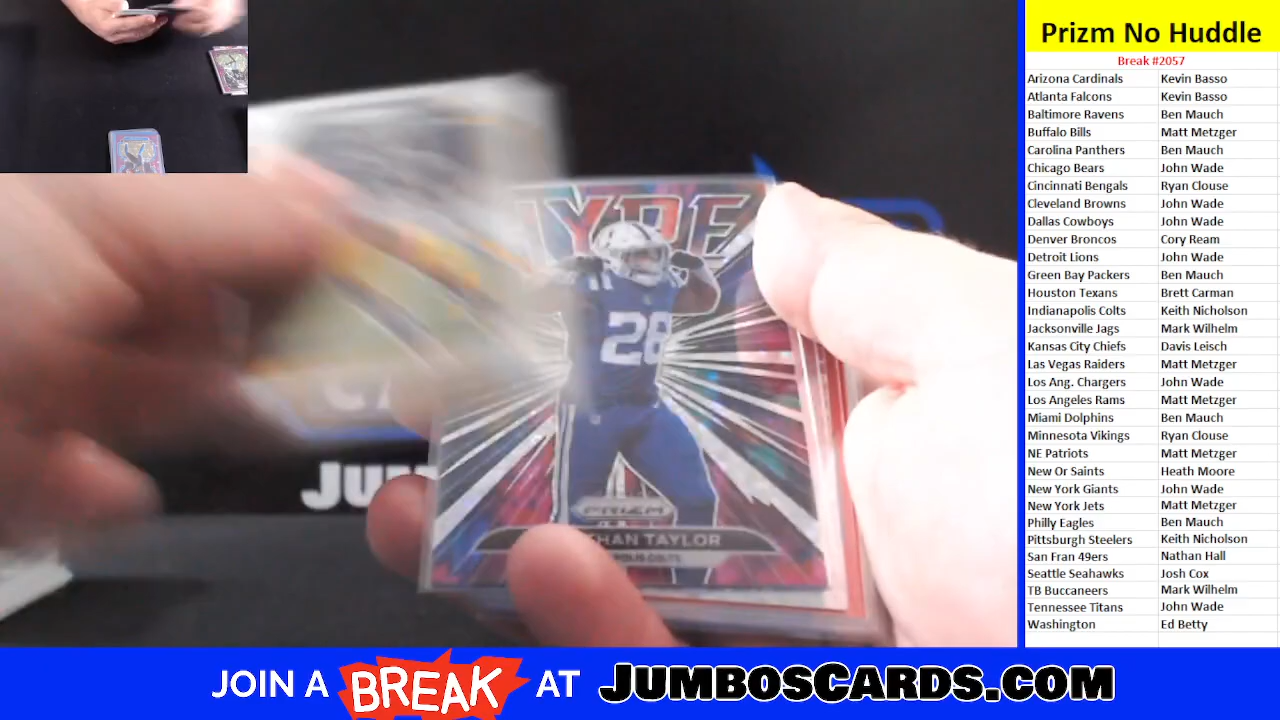 Prizm No Huddle
Break #2057
Arizona Cardinals Kevin Basso
Atlanta Falcons Kevin Basso
Baltimore Ravens Ben Mauch
Buffalo Bills Matt Metzger
Carolina Panthers Ben Mauch
Chicago Bears John Wade
Cincinnati Bengals Ryan Clouse
Cleveland Browns John Wade
Dallas Cowboys John Wade
Denver Broncos Cory Ream
Detroit Lions John Wade
Green Bay Packers Ben Mauch
Houston Texans Brett Carman
Indianapolis Colts Keith Nicholson
Jacksonville Jags Mark Wilhelm
Kansas City Chiefs Davis Leisch
Las Vegas Raiders Matt Metzger
Los Ang. Chargers John Wade
Los Angeles Rams Matt Metzger
Miami Dolphins Ben Mauch
Minnesota Vikings Ryan Clouse
NE Patriots Matt Metzger
New Or Saints Heath Moore
New York Giants John Wade
New York Jets Matt Metzger
Philly Eagles Ben Mauch
Pittsburgh Steelers Keith Nicholson
San Fran 49ers Nathan Hall
Seattle Seahawks Josh Cox
TB Buccaneers Mark Wilhelm
Tennessee Titans John Wade
Washington Ed Betty
HYPE
28
PRIZM
THAN TAYLOR
COLTS
JUM
JOIN A BREAK AT JUMBOSCARDS.COM